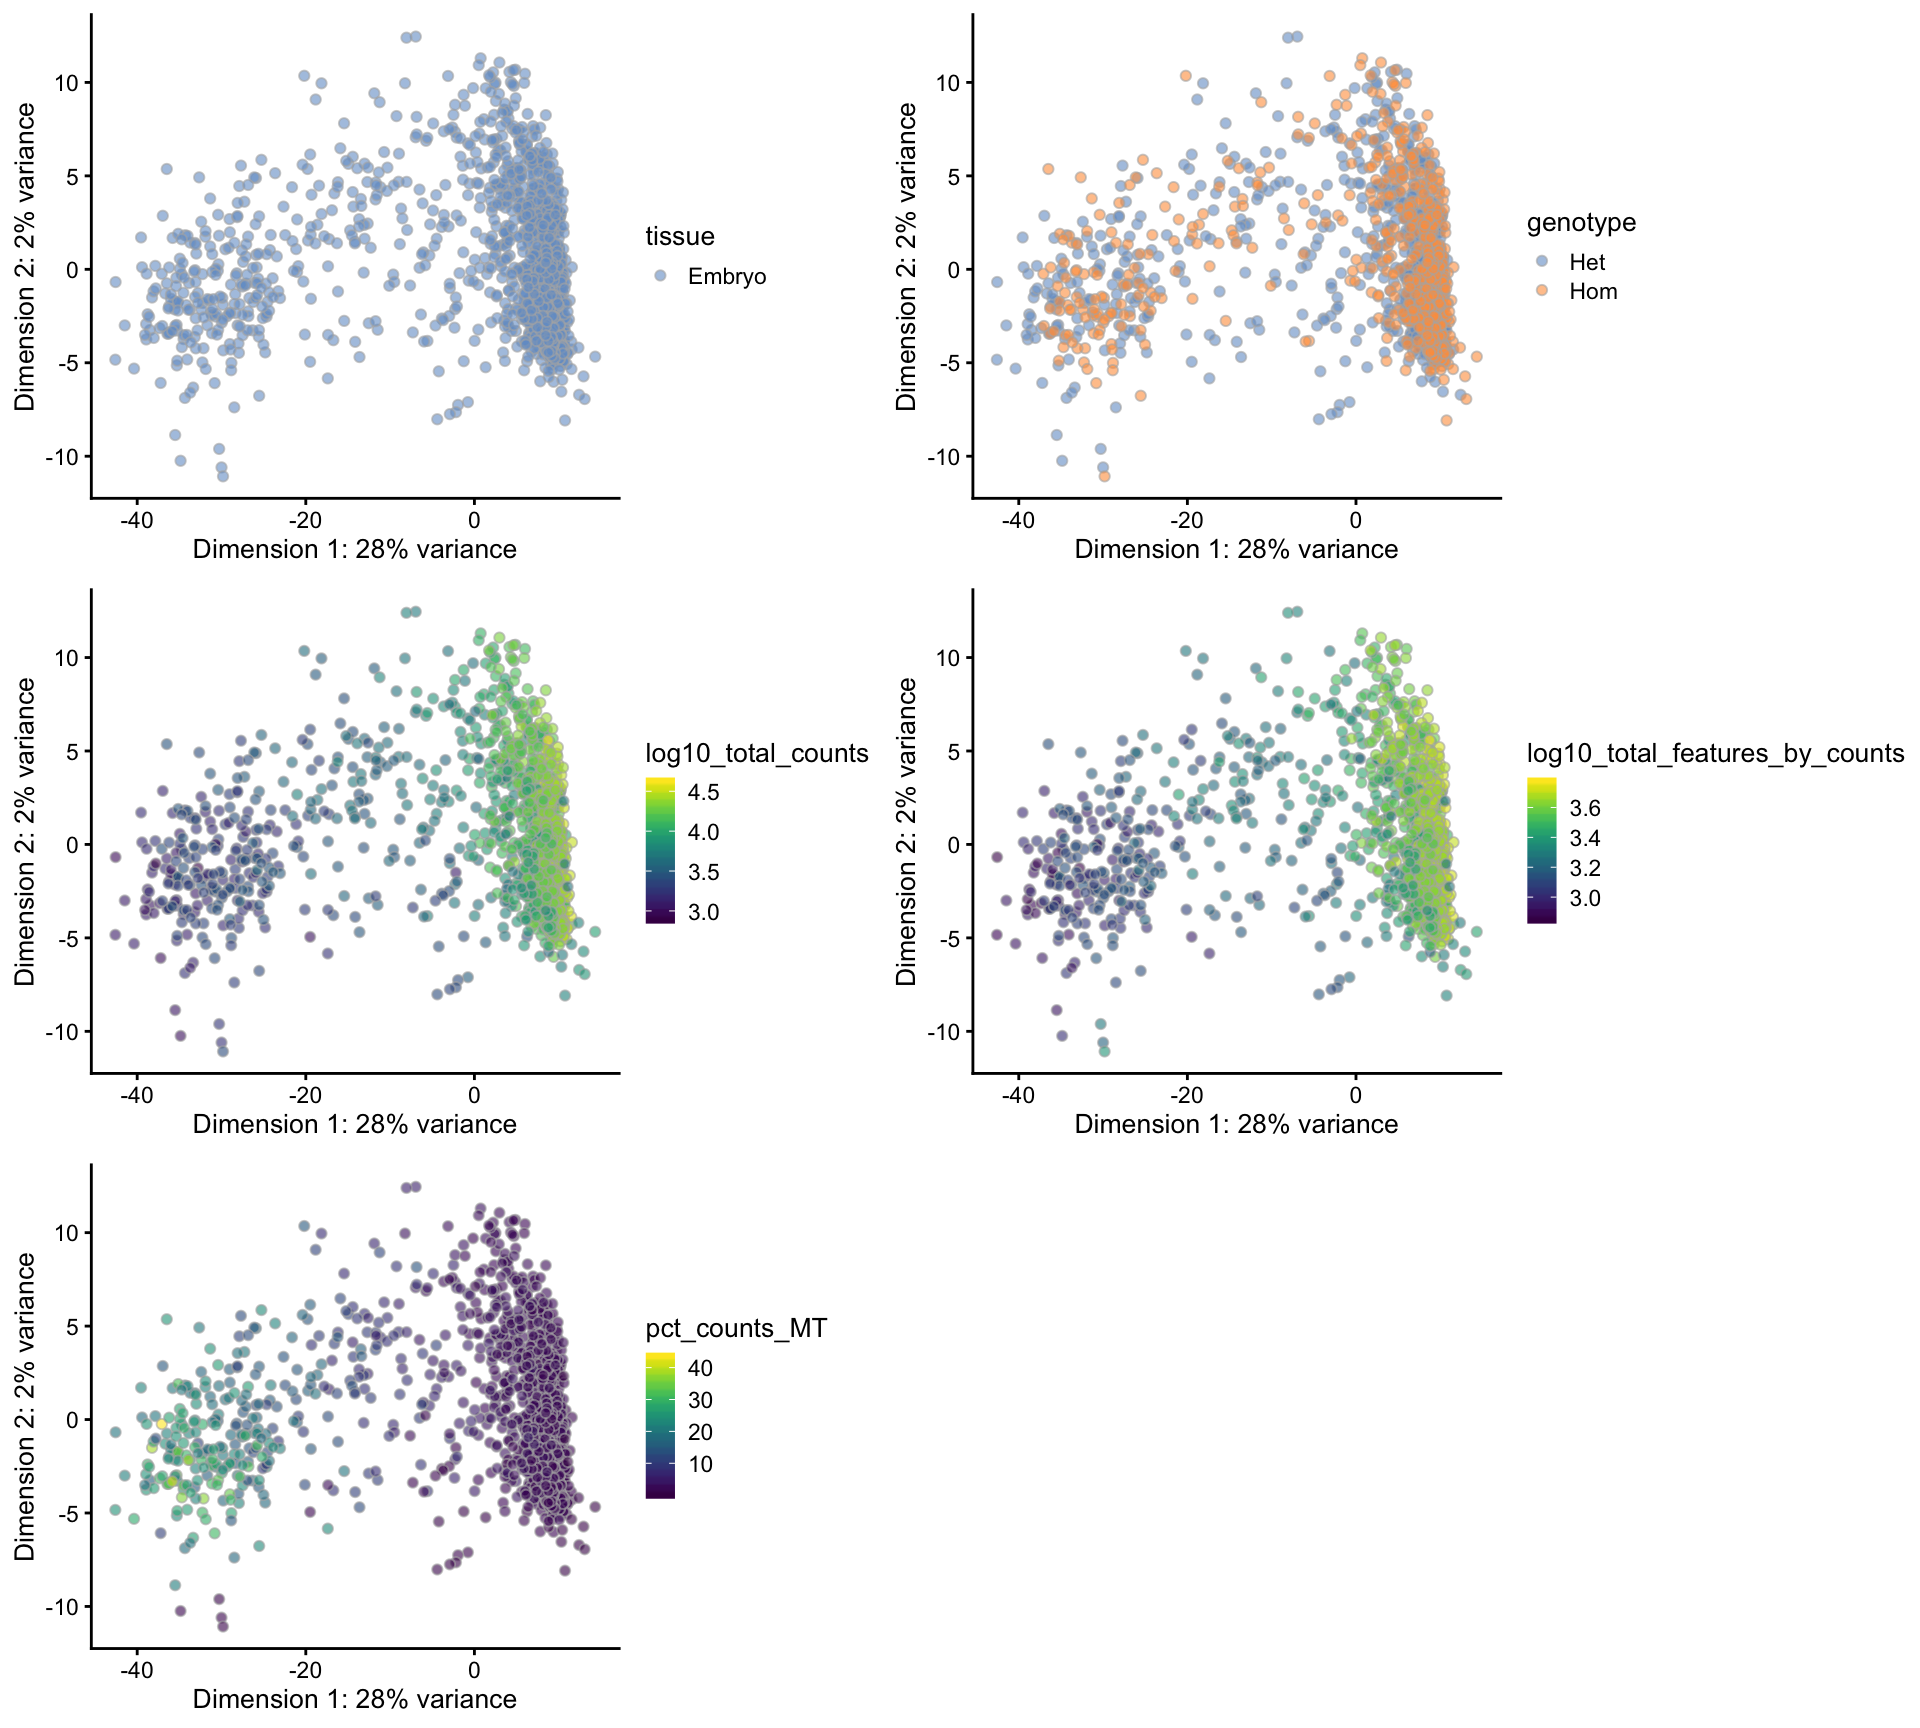 Dimension 2: 2% variance
10
5
0
-5
-10
-40
-20
0
Dimension 1: 28% variance
tissue
Embryo
Dimension 2: 2% variance
10
5
0
-5
-10
-40
-20
0
Dimension 1: 28% variance
genotype
Het
Hom
Dimension 2: 2% variance
10
5
0
-5
-10
-40
-20
0
Dimension 1: 28% variance
log10_total_counts
4.5
4.0
3.5
3.0
Dimension 2: 2% variance
10
5
0
-5
-10
-40
-20
0
Dimension 1: 28% variance
log10_total_features_by_counts
3.6
3.4
3.2
3.0
Dimension 2: 2% variance
10
5
0
-5
-10
-40
-20
0
Dimension 1: 28% variance
pct_counts_MT
40
30
20
10